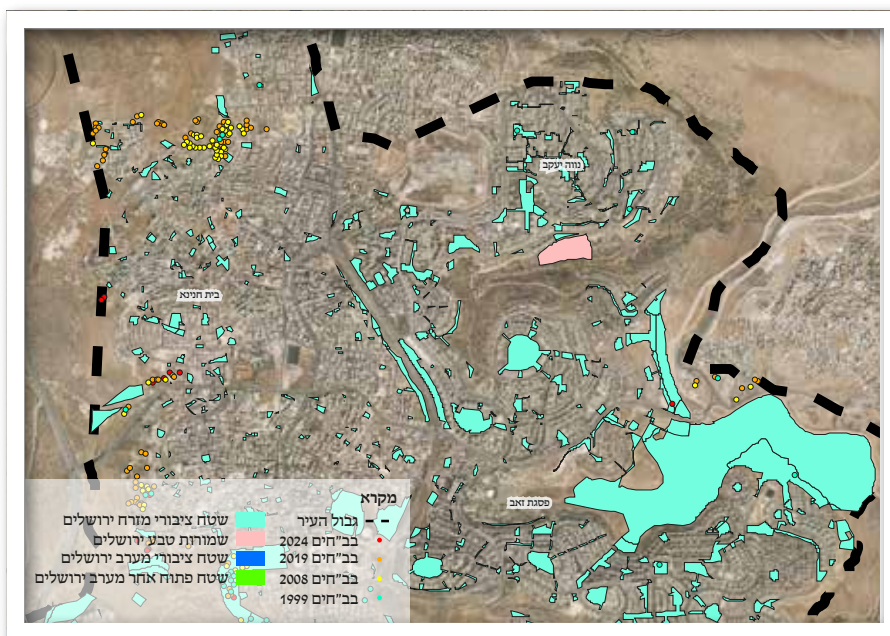 נווה יעקב
בית חנינא
פסגת זאב
מקרא
גבול העיר
בב"חים 2024
בב"חים 2019
בב"חים 2008
בב"חים 1999
שטח ציבורי מזרח ירושלים
שמורות טבע ירושלים
שטח ציבורי מערב ירושלים
שטח פתוח אחר מערב ירושלים